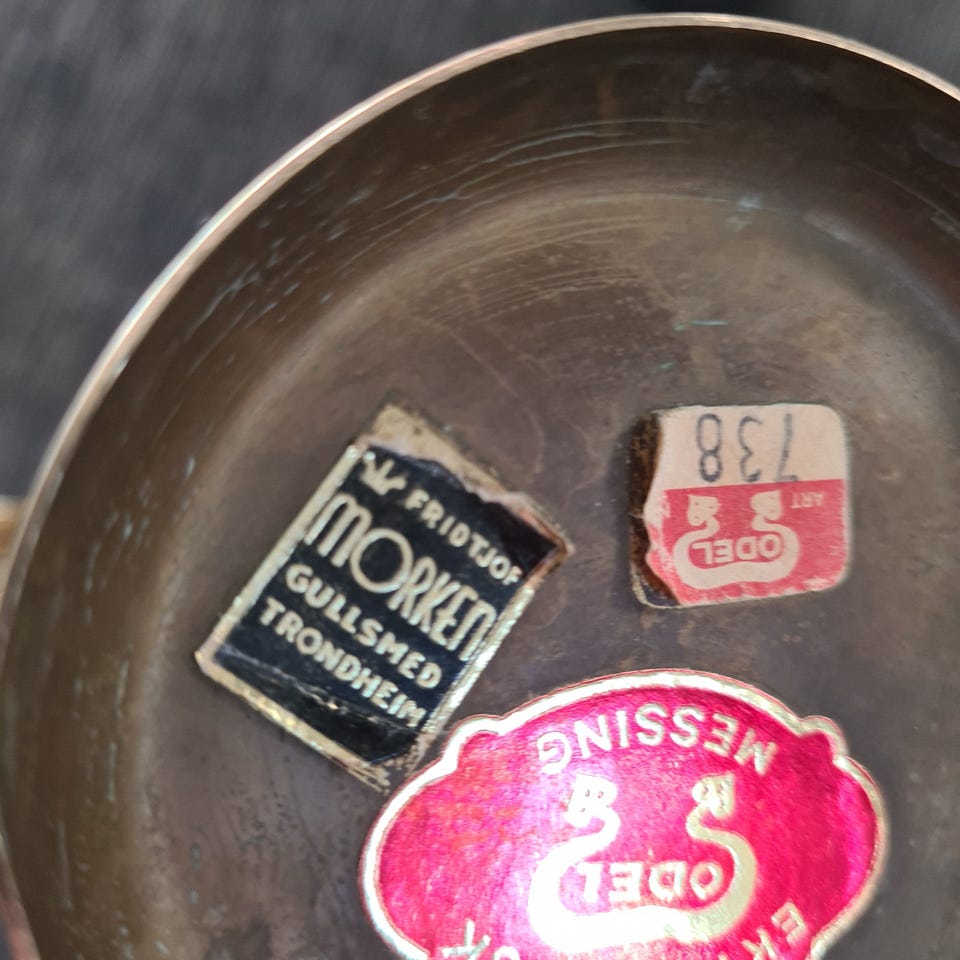 FRIDTJOF
MORKEN
GULLSMED
TRONDHEIM
738
ART
ODEL
MESSING
ODEL